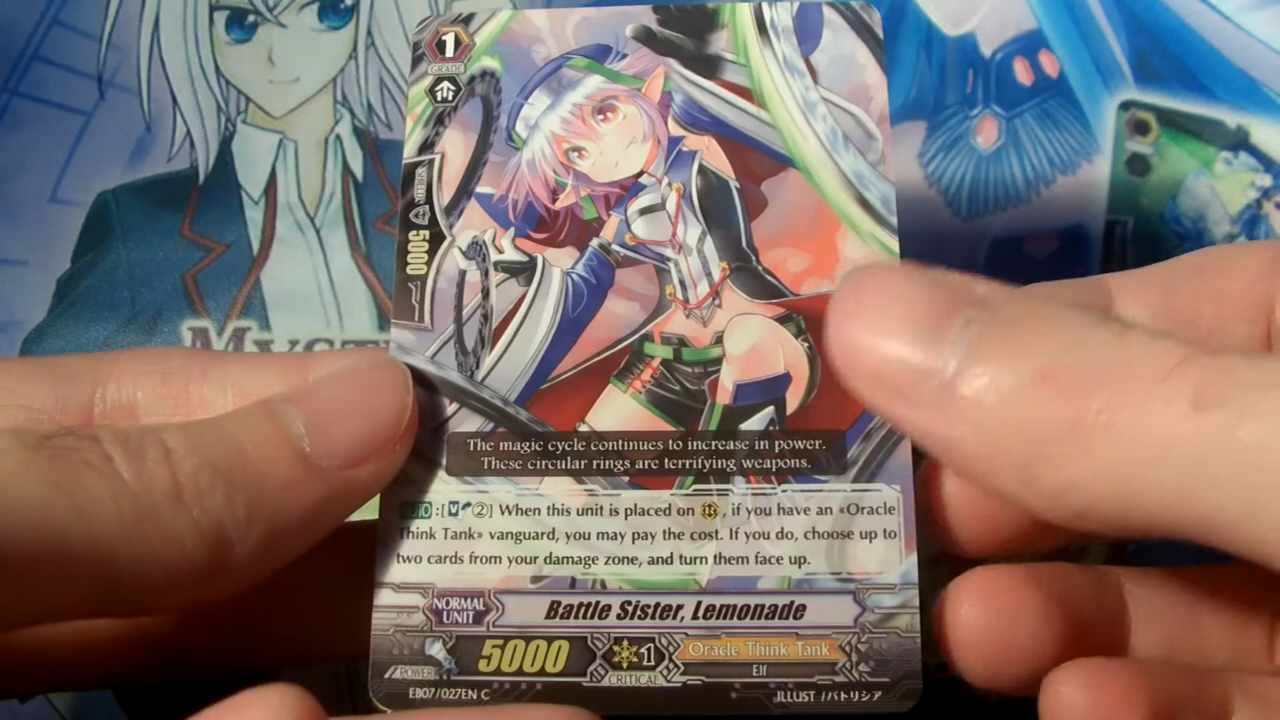 1
GRADE
SHIELD
5000
MYSTI
The magic cycle continues to increase in power.
These circular rings are terrifying weapons.
AUTO:[V ②] When this unit is placed on , if you have an «Oracle
Think Tank» vanguard, you may pay the cost. If you do, choose up to
two cards from your damage zone, and turn them face up.
NORMAL
UNIT
Battle Sister, Lemonade
POWER
5000
1
CRITICAL
Oracle Think Tank
Elf
EB07/027EN C
ILLUST /パトリシア